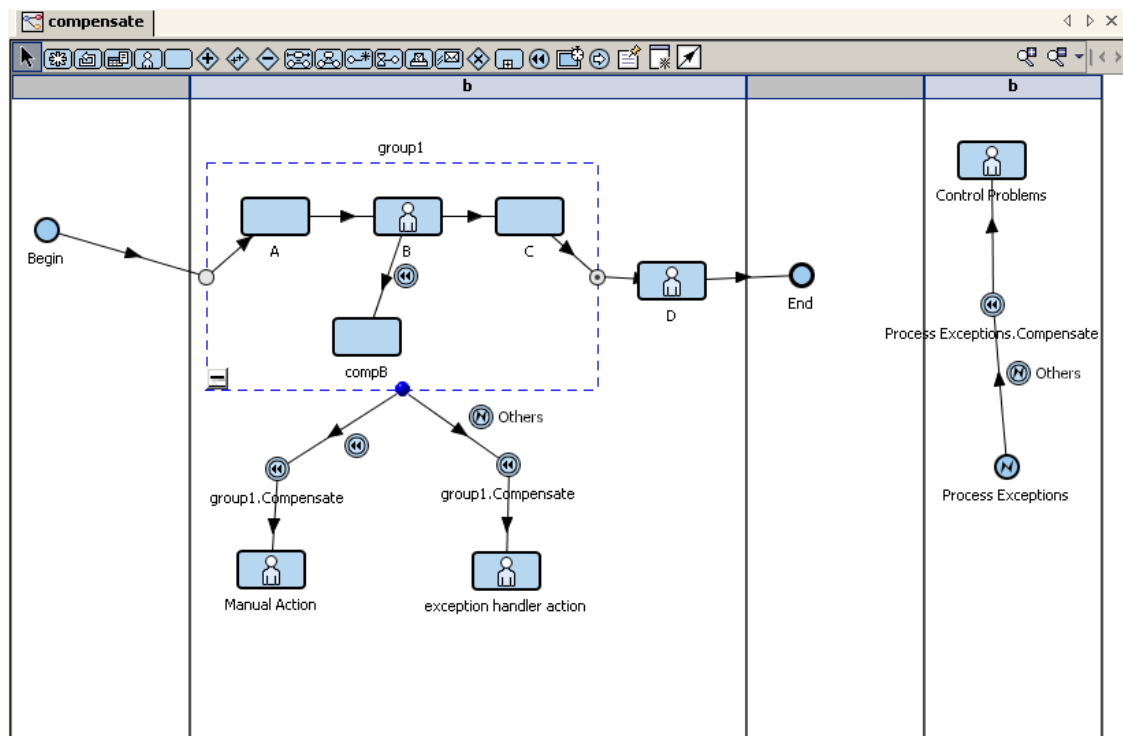 compensate
b
b
group1
Control Problems
A
B
C
Begin
D
End
Process Exceptions.Compensate
compB
Others
Others
group1.Compensate
group1.Compensate
Process Exceptions
Manual Action
exception handler action